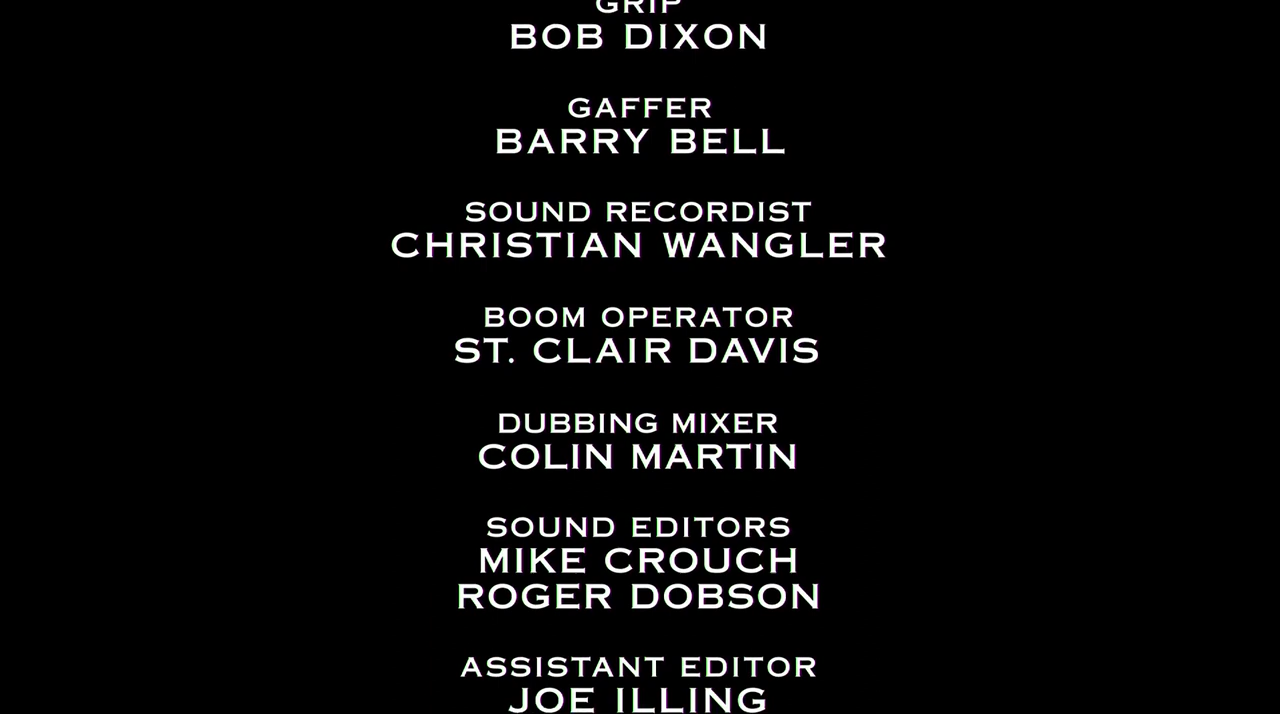 GRIP
BOB DIXON
GAFFER
BARRY BELL
SOUND RECORDIST
CHRISTIAN WANGLER
BOOM OPERATOR
ST. CLAIR DAVIS
DUBBING MIXER
COLIN MARTIN
SOUND EDITORS
MIKE CROUCH
ROGER DOBSON
ASSISTANT EDITOR
JOE ILLING